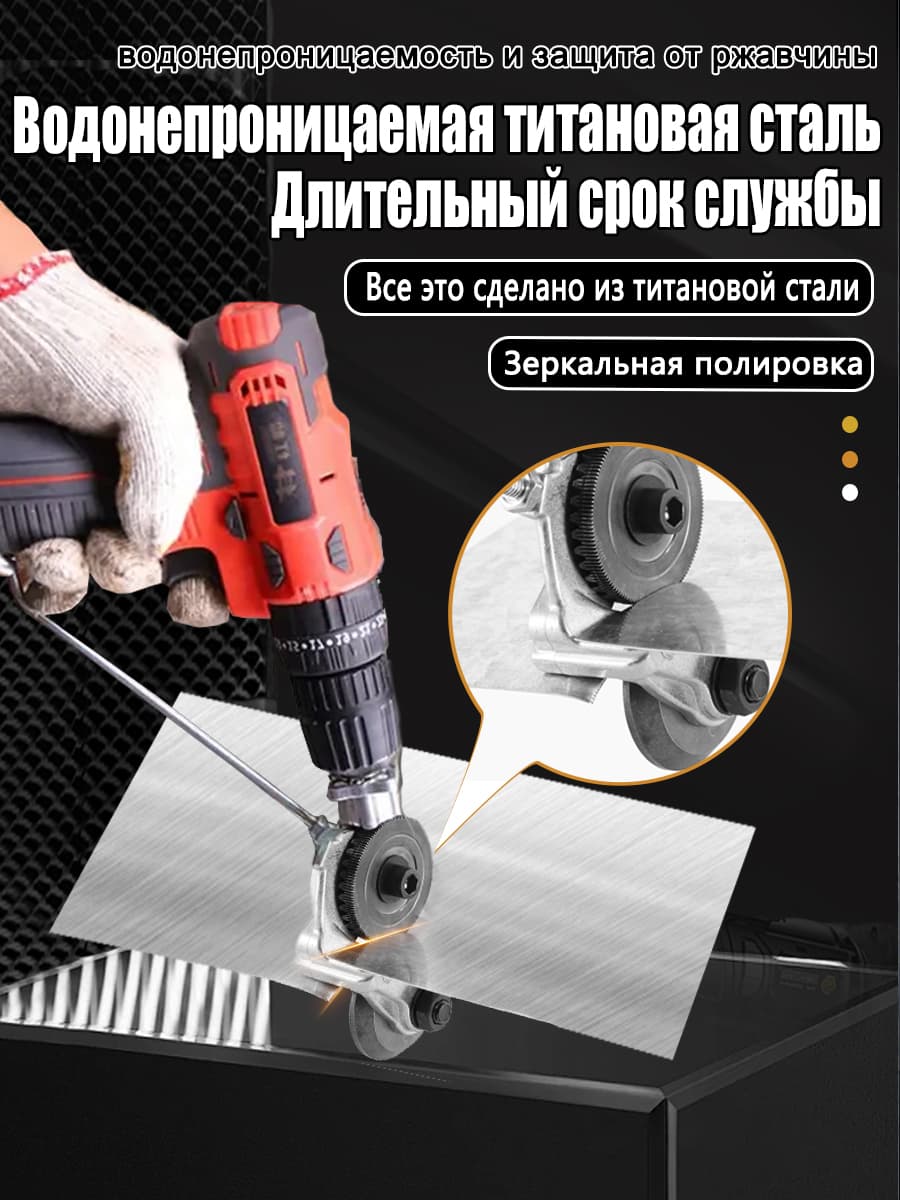 водонепроницаемость и защита от ржавчины
Водонепроницаемая титановая сталь
Длительный срок службы
Все это сделано из титановой стали
Зеркальная полировка